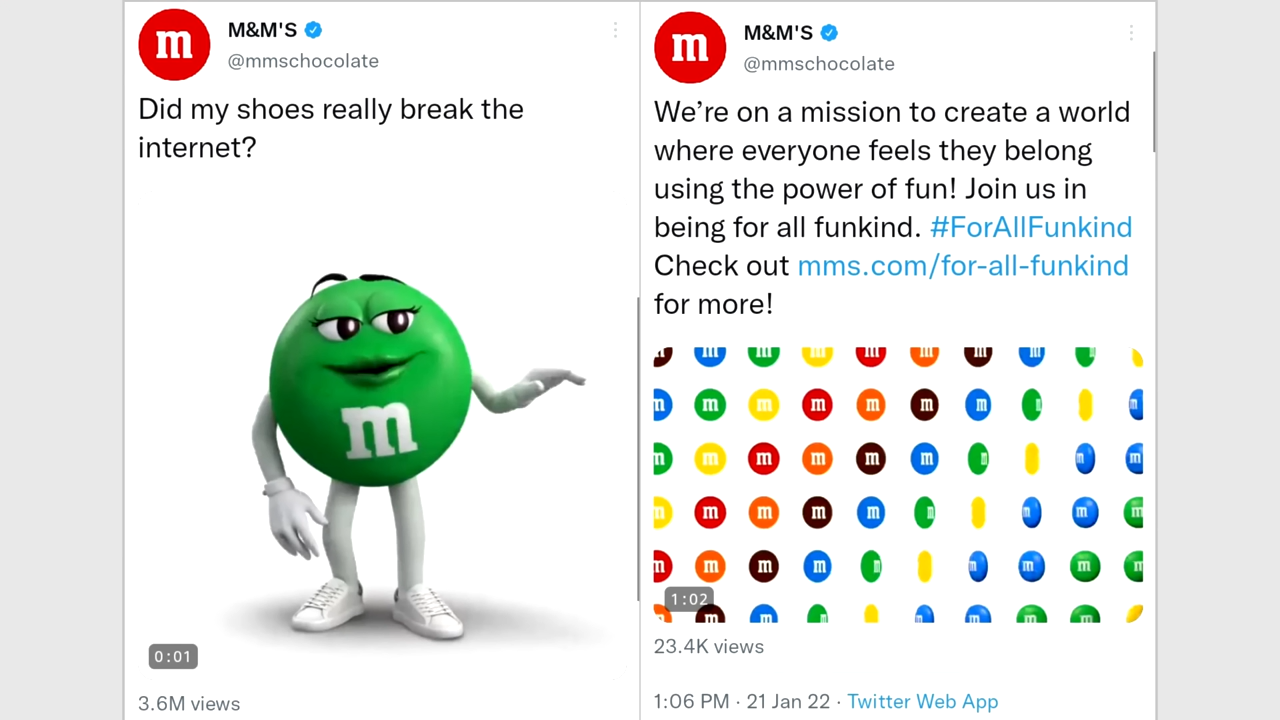 M&M'S
@mmschocolate
Did my shoes really break the
internet?
m
0:01
3.6M views
M&M'S
@mmschocolate
We’re on a mission to create a world
where everyone feels they belong
using the power of fun! Join us in
being for all funkind. #ForAllFunkind
Check out mms.com/for-all-funkind
for more!
1:02
23.4K views
1:06 PM · 21 Jan 22 · Twitter Web App